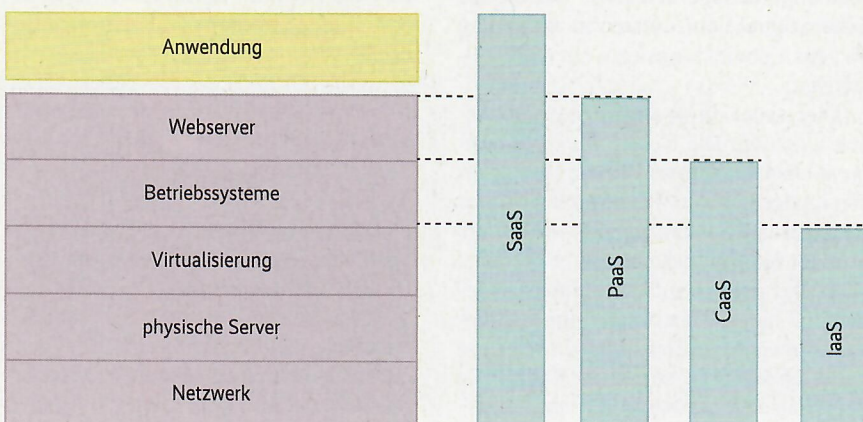 Anwendung
Webserver
Betriebssysteme
Virtualisierung
physische Server
Netzwerk
SaaS
PaaS
CaaS
IaaS